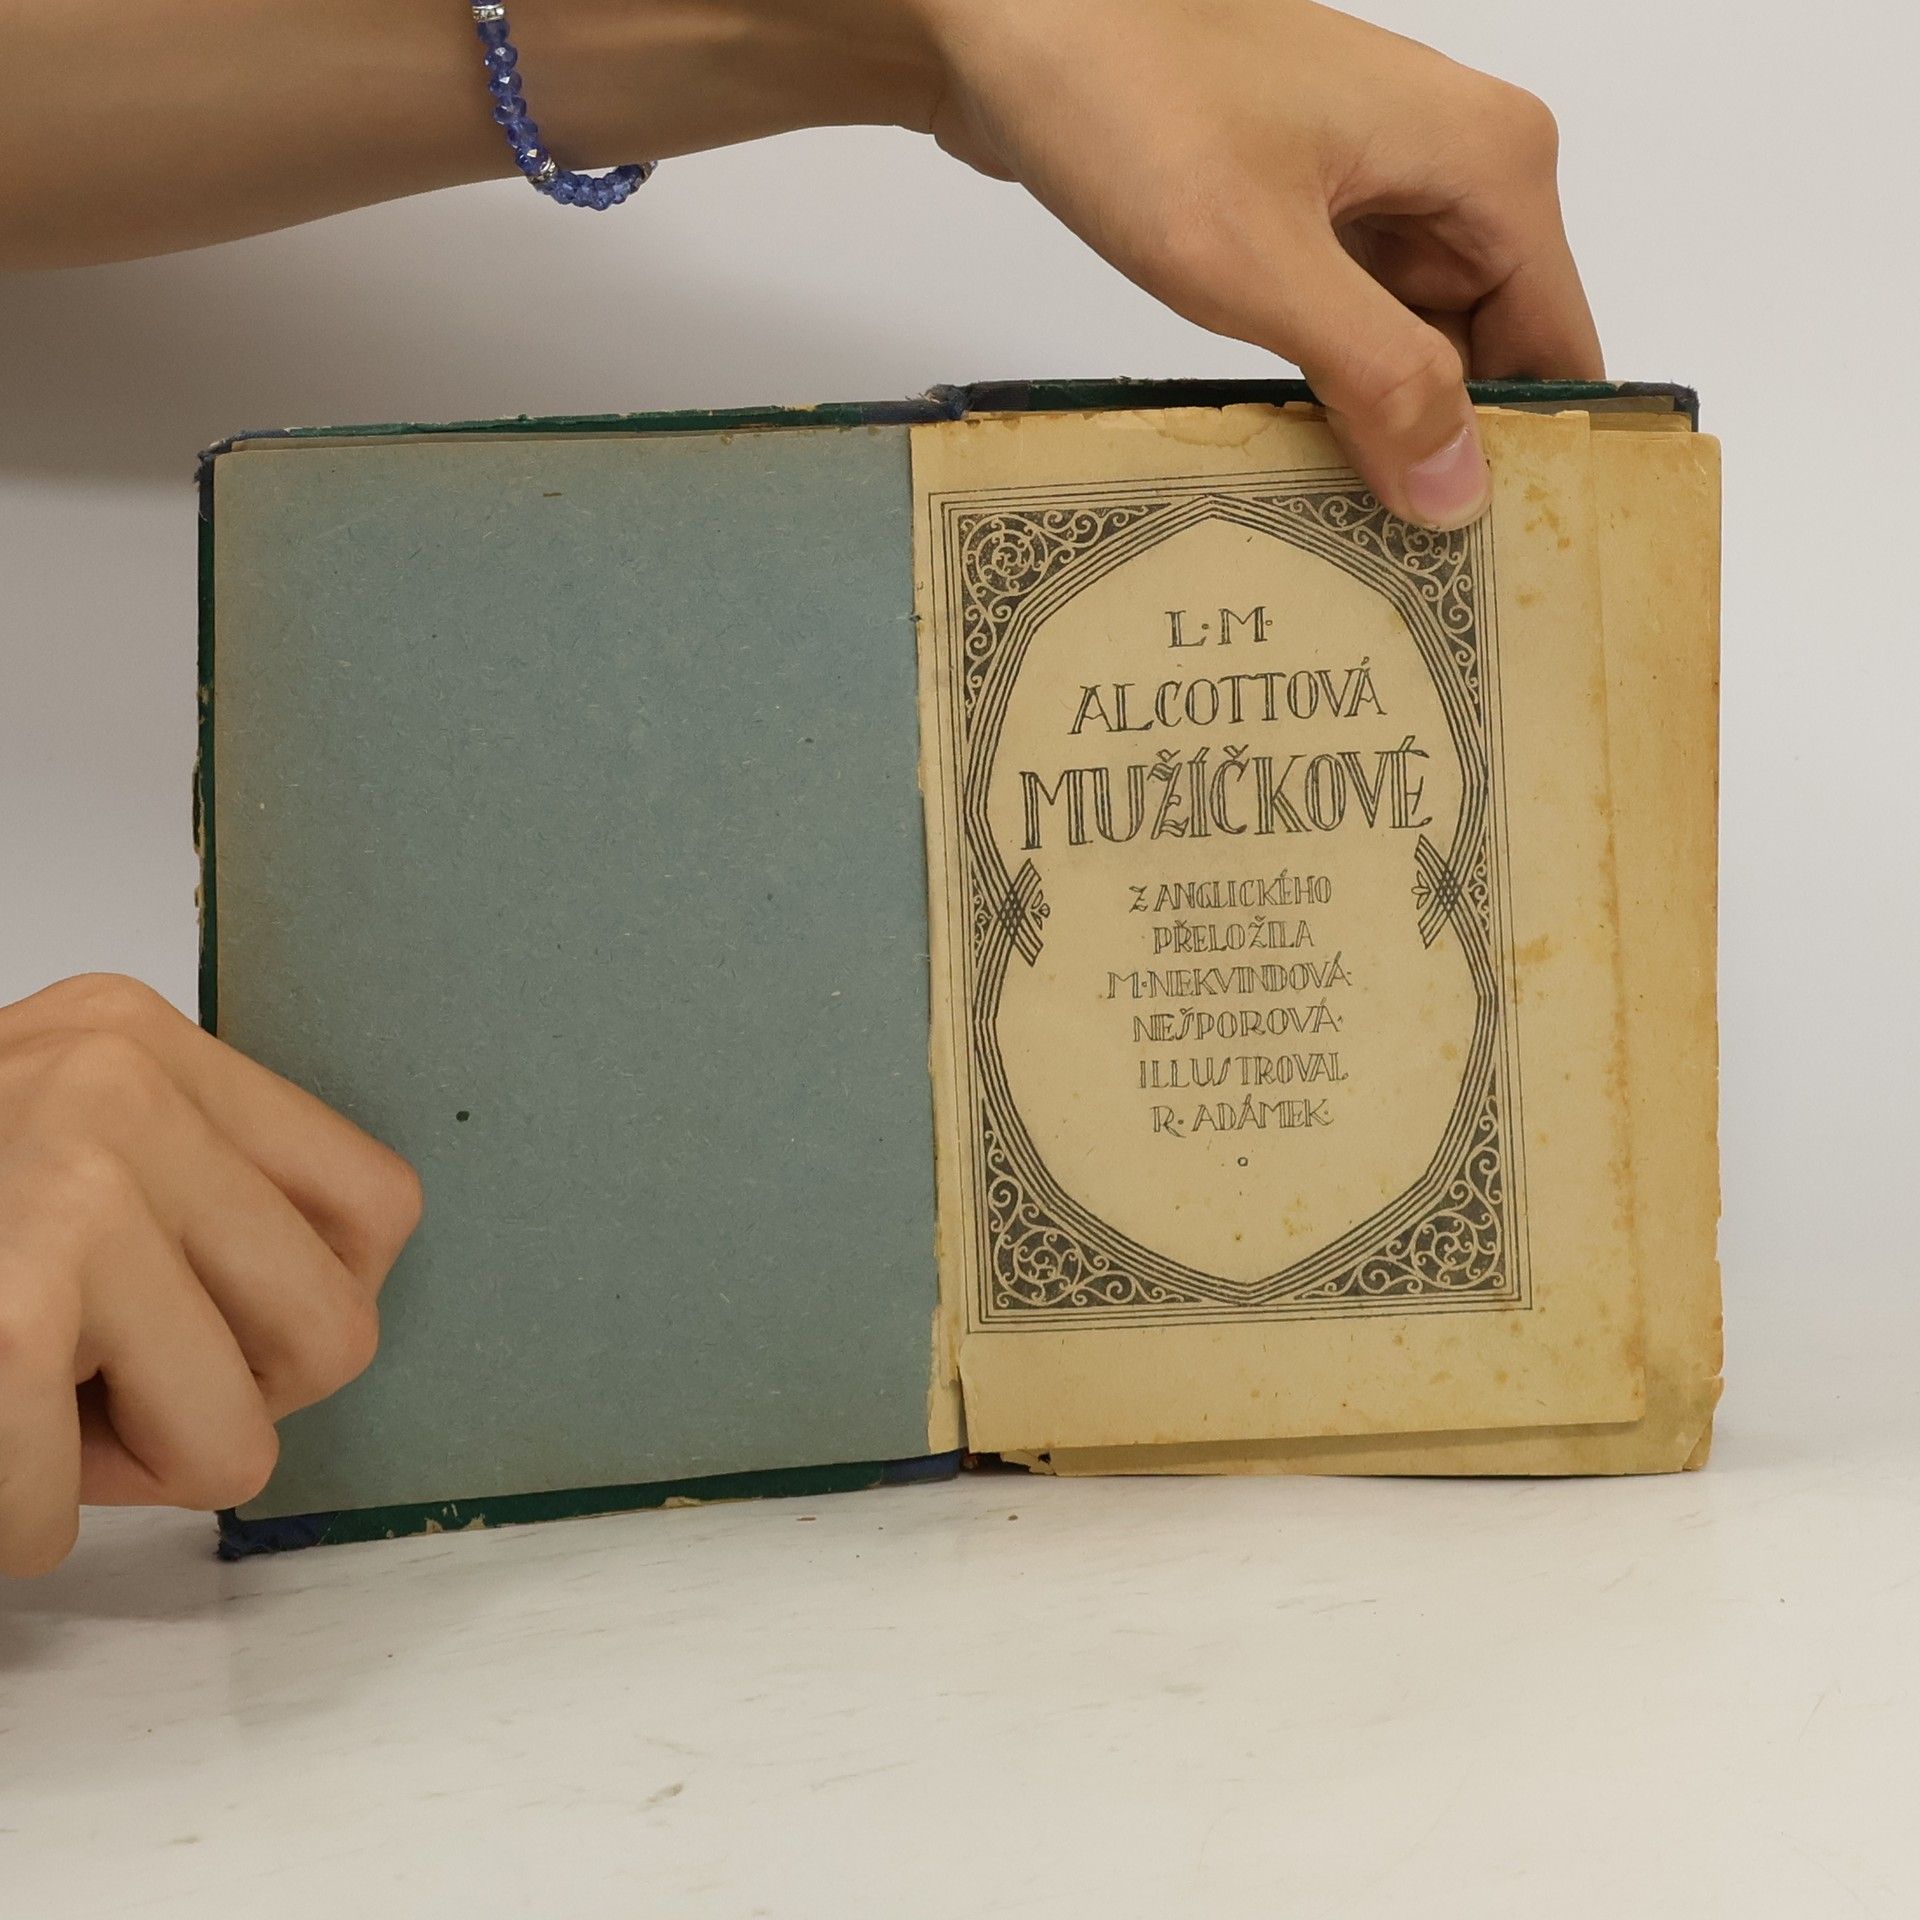 L·M·
ALCOTTOVÁ
MUŽÍČKOVÉ
Z ANGLICKÉHO
PŘELOŽILA
M·NEKVINDOVÁ·
NEŠPOROVÁ·
ILLUSTROVAL
R·ADÁMEK·